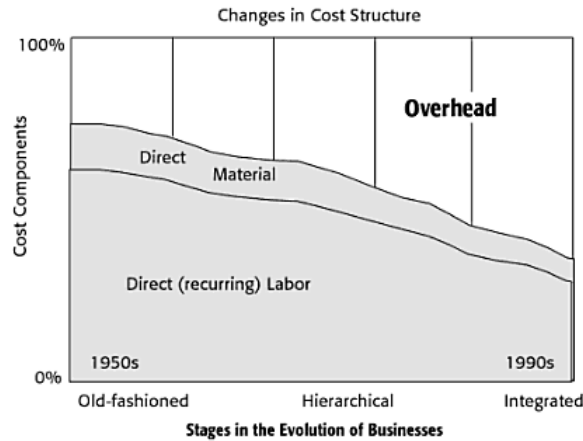 Changes in Cost Structure
100%
Overhead
Direct
Material
Cost Components
Direct (recurring) Labor
1950s
1990s
0%
Old-fashioned
Hierarchical
Integrated
Stages in the Evolution of Businesses